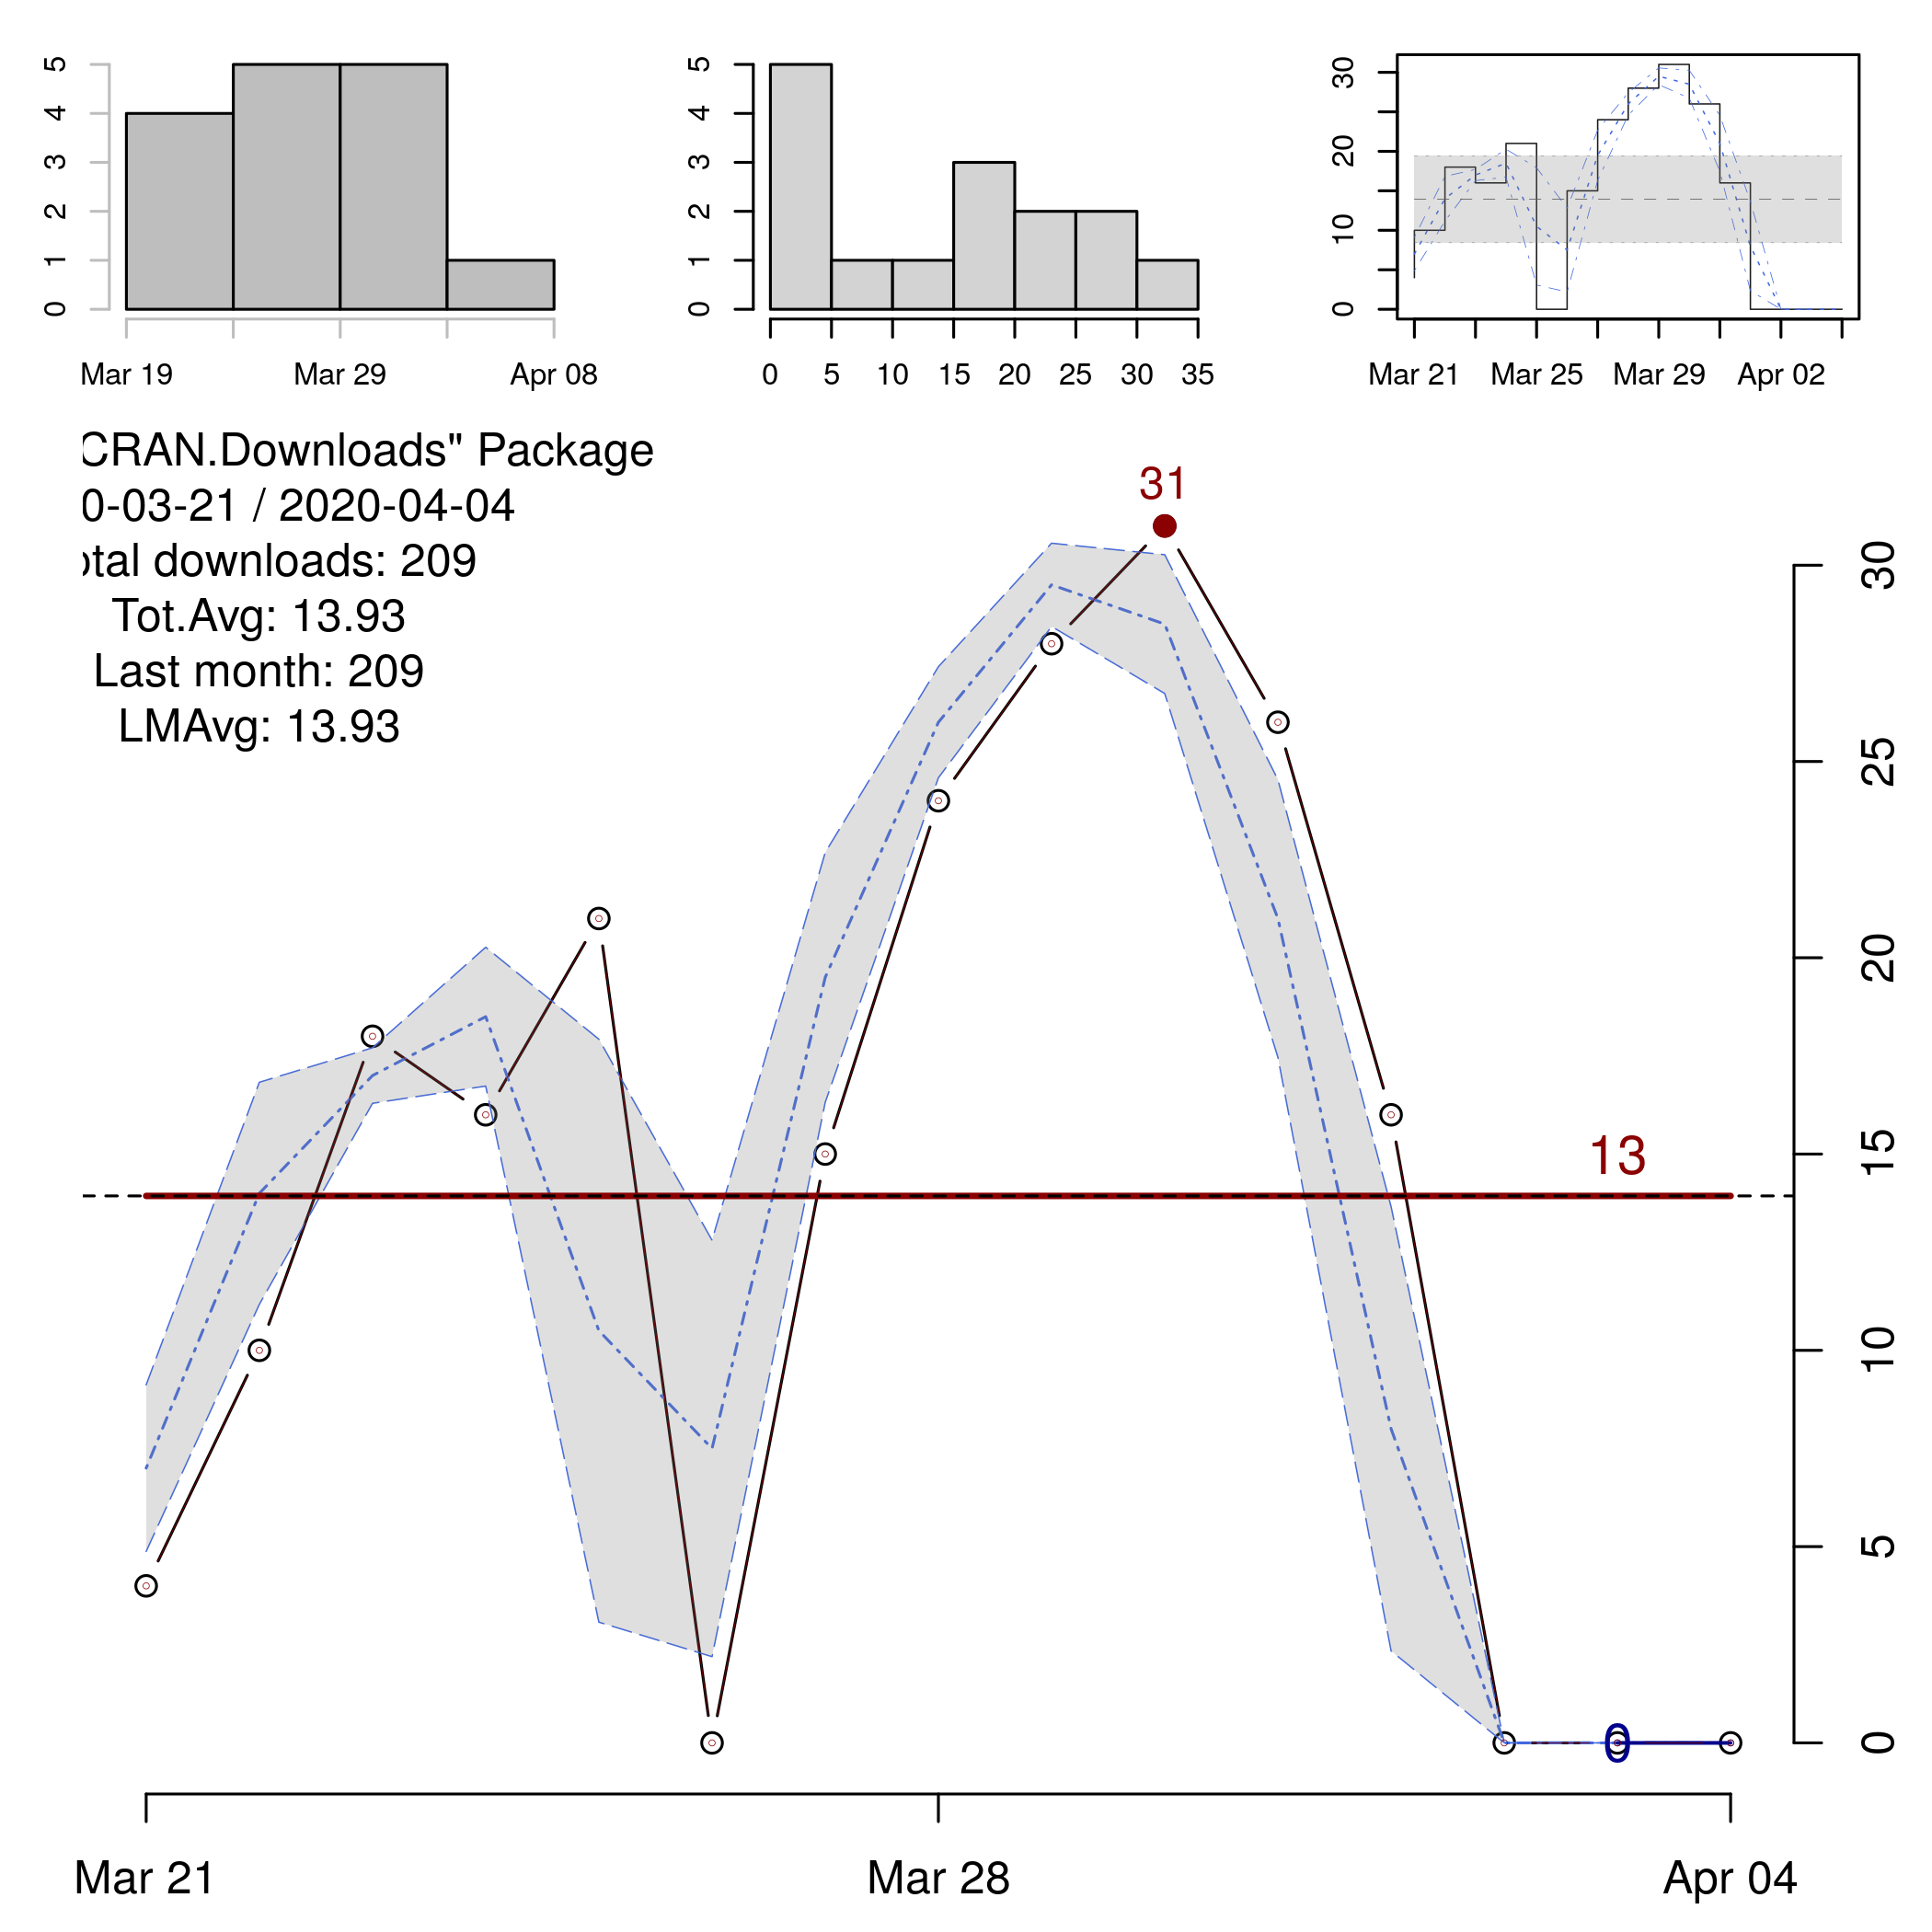 5
4
3
2
1
0
Mar 19 Mar 29 Apr 08
5
4
3
2
1
0
0 5 10 15 20 25 30 35
30
20
10
0
Mar 21 Mar 25 Mar 29 Apr 02
CRAN.Downloads" Package
0-03-21 / 2020-04-04
otal downloads: 209
Tot.Avg: 13.93
Last month: 209
LMAvg: 13.93
31
13
0
30
25
20
15
10
5
0
Mar 21 Mar 28 Apr 04